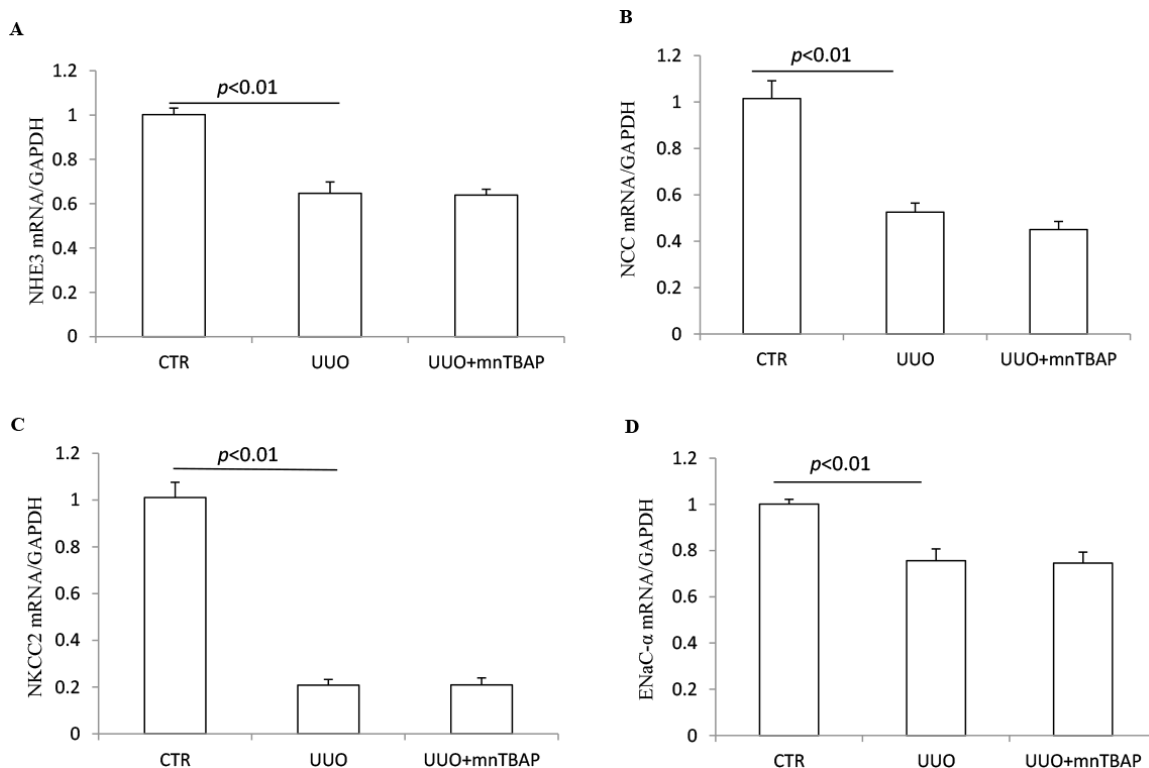 A
NHE3 mRNA/GAPDH
1.2
1
0.8
0.6
0.4
0.2
0
p<0.01
CTR
UUO
UUO+mnTBAP
B
NCC mRNA/GAPDH
1.2
1
0.8
0.6
0.4
0.2
0
p<0.01
CTR
UUO
UUO+mnTBAP
C
NKCC2 mRNA/GAPDH
1.2
1
0.8
0.6
0.4
0.2
0
p<0.01
CTR
UUO
UUO+mnTBAP
D
ENaC-α mRNA/GAPDH
1.2
1
0.8
0.6
0.4
0.2
0
p<0.01
CTR
UUO
UUO+mnTBAP